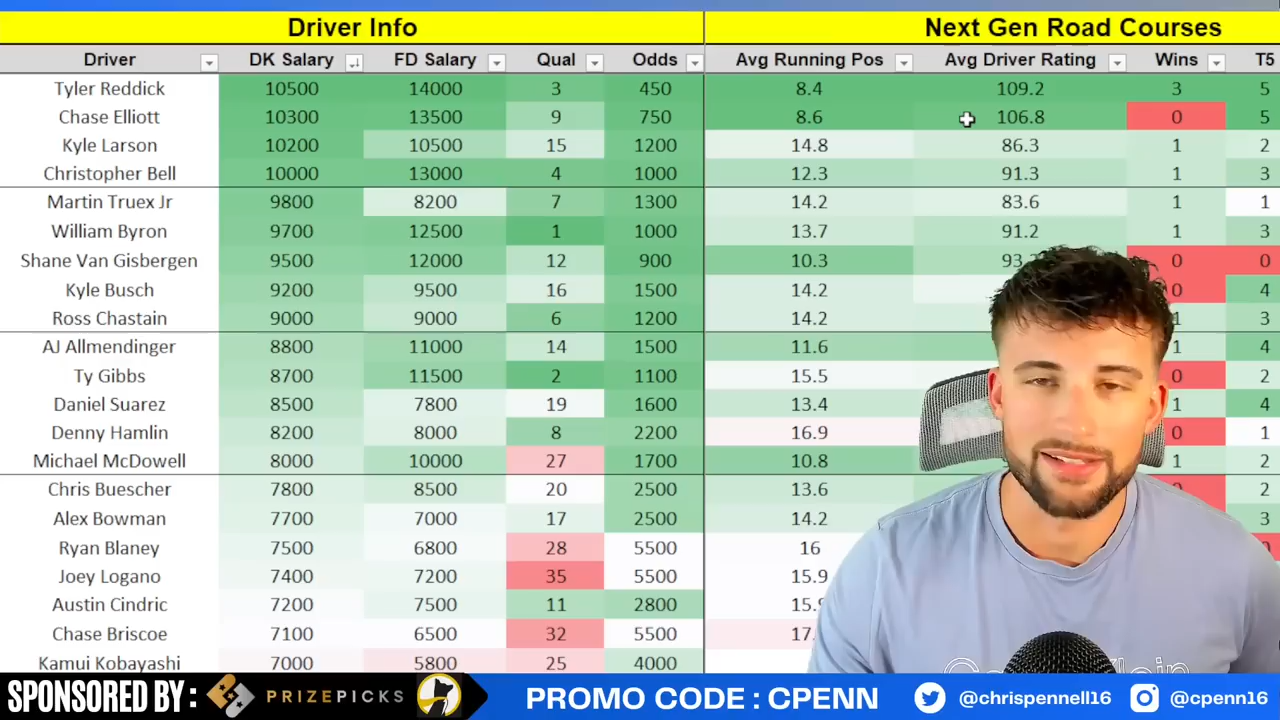 Driver Info Next Gen Road Courses
Driver DK Salary FD Salary Qual Odds Avg Running Pos Avg Driver Rating Wins T5
Tyler Reddick 10500 14000 3 450 8.4 109.2 3 5
Chase Elliott 10300 13500 9 750 8.6 106.8 0 5
Kyle Larson 10200 10500 15 1200 14.8 86.3 1 2
Christopher Bell 10000 13000 4 1000 12.3 91.3 1 3
Martin Truex Jr 9800 8200 7 1300 14.2 83.6 1 1
William Byron 9700 12500 1 1000 13.7 91.2 1 3
Shane Van Gisbergen 9500 12000 12 900 10.3 0 0
Kyle Busch 9200 9500 16 1500 14.2 0 4
Ross Chastain 9000 9000 6 1200 14.2 1 3
AJ Allmendinger 8800 11000 14 1500 11.6 1 4
Ty Gibbs 8700 11500 2 1100 15.5 0 2
Daniel Suarez 8500 7800 19 1600 13.4 1 4
Denny Hamlin 8200 8000 8 2200 16.9 0 1
Michael McDowell 8000 10000 27 1700 10.8 1 2
Chris Buescher 7800 8500 20 2500 13.6 2
Alex Bowman 7700 7000 17 2500 14.2 3
Ryan Blaney 7500 6800 28 5500 16
Joey Logano 7400 7200 35 5500 15.9
Austin Cindric 7200 7500 11 2800
Chase Briscoe 7100 6500 32 5500
Kamui Kobayashi 7000 5800 25 4000
SPONSORED BY : PRIZEPICKS PROMO CODE : CPENN @chrispennell16 @cpenn16